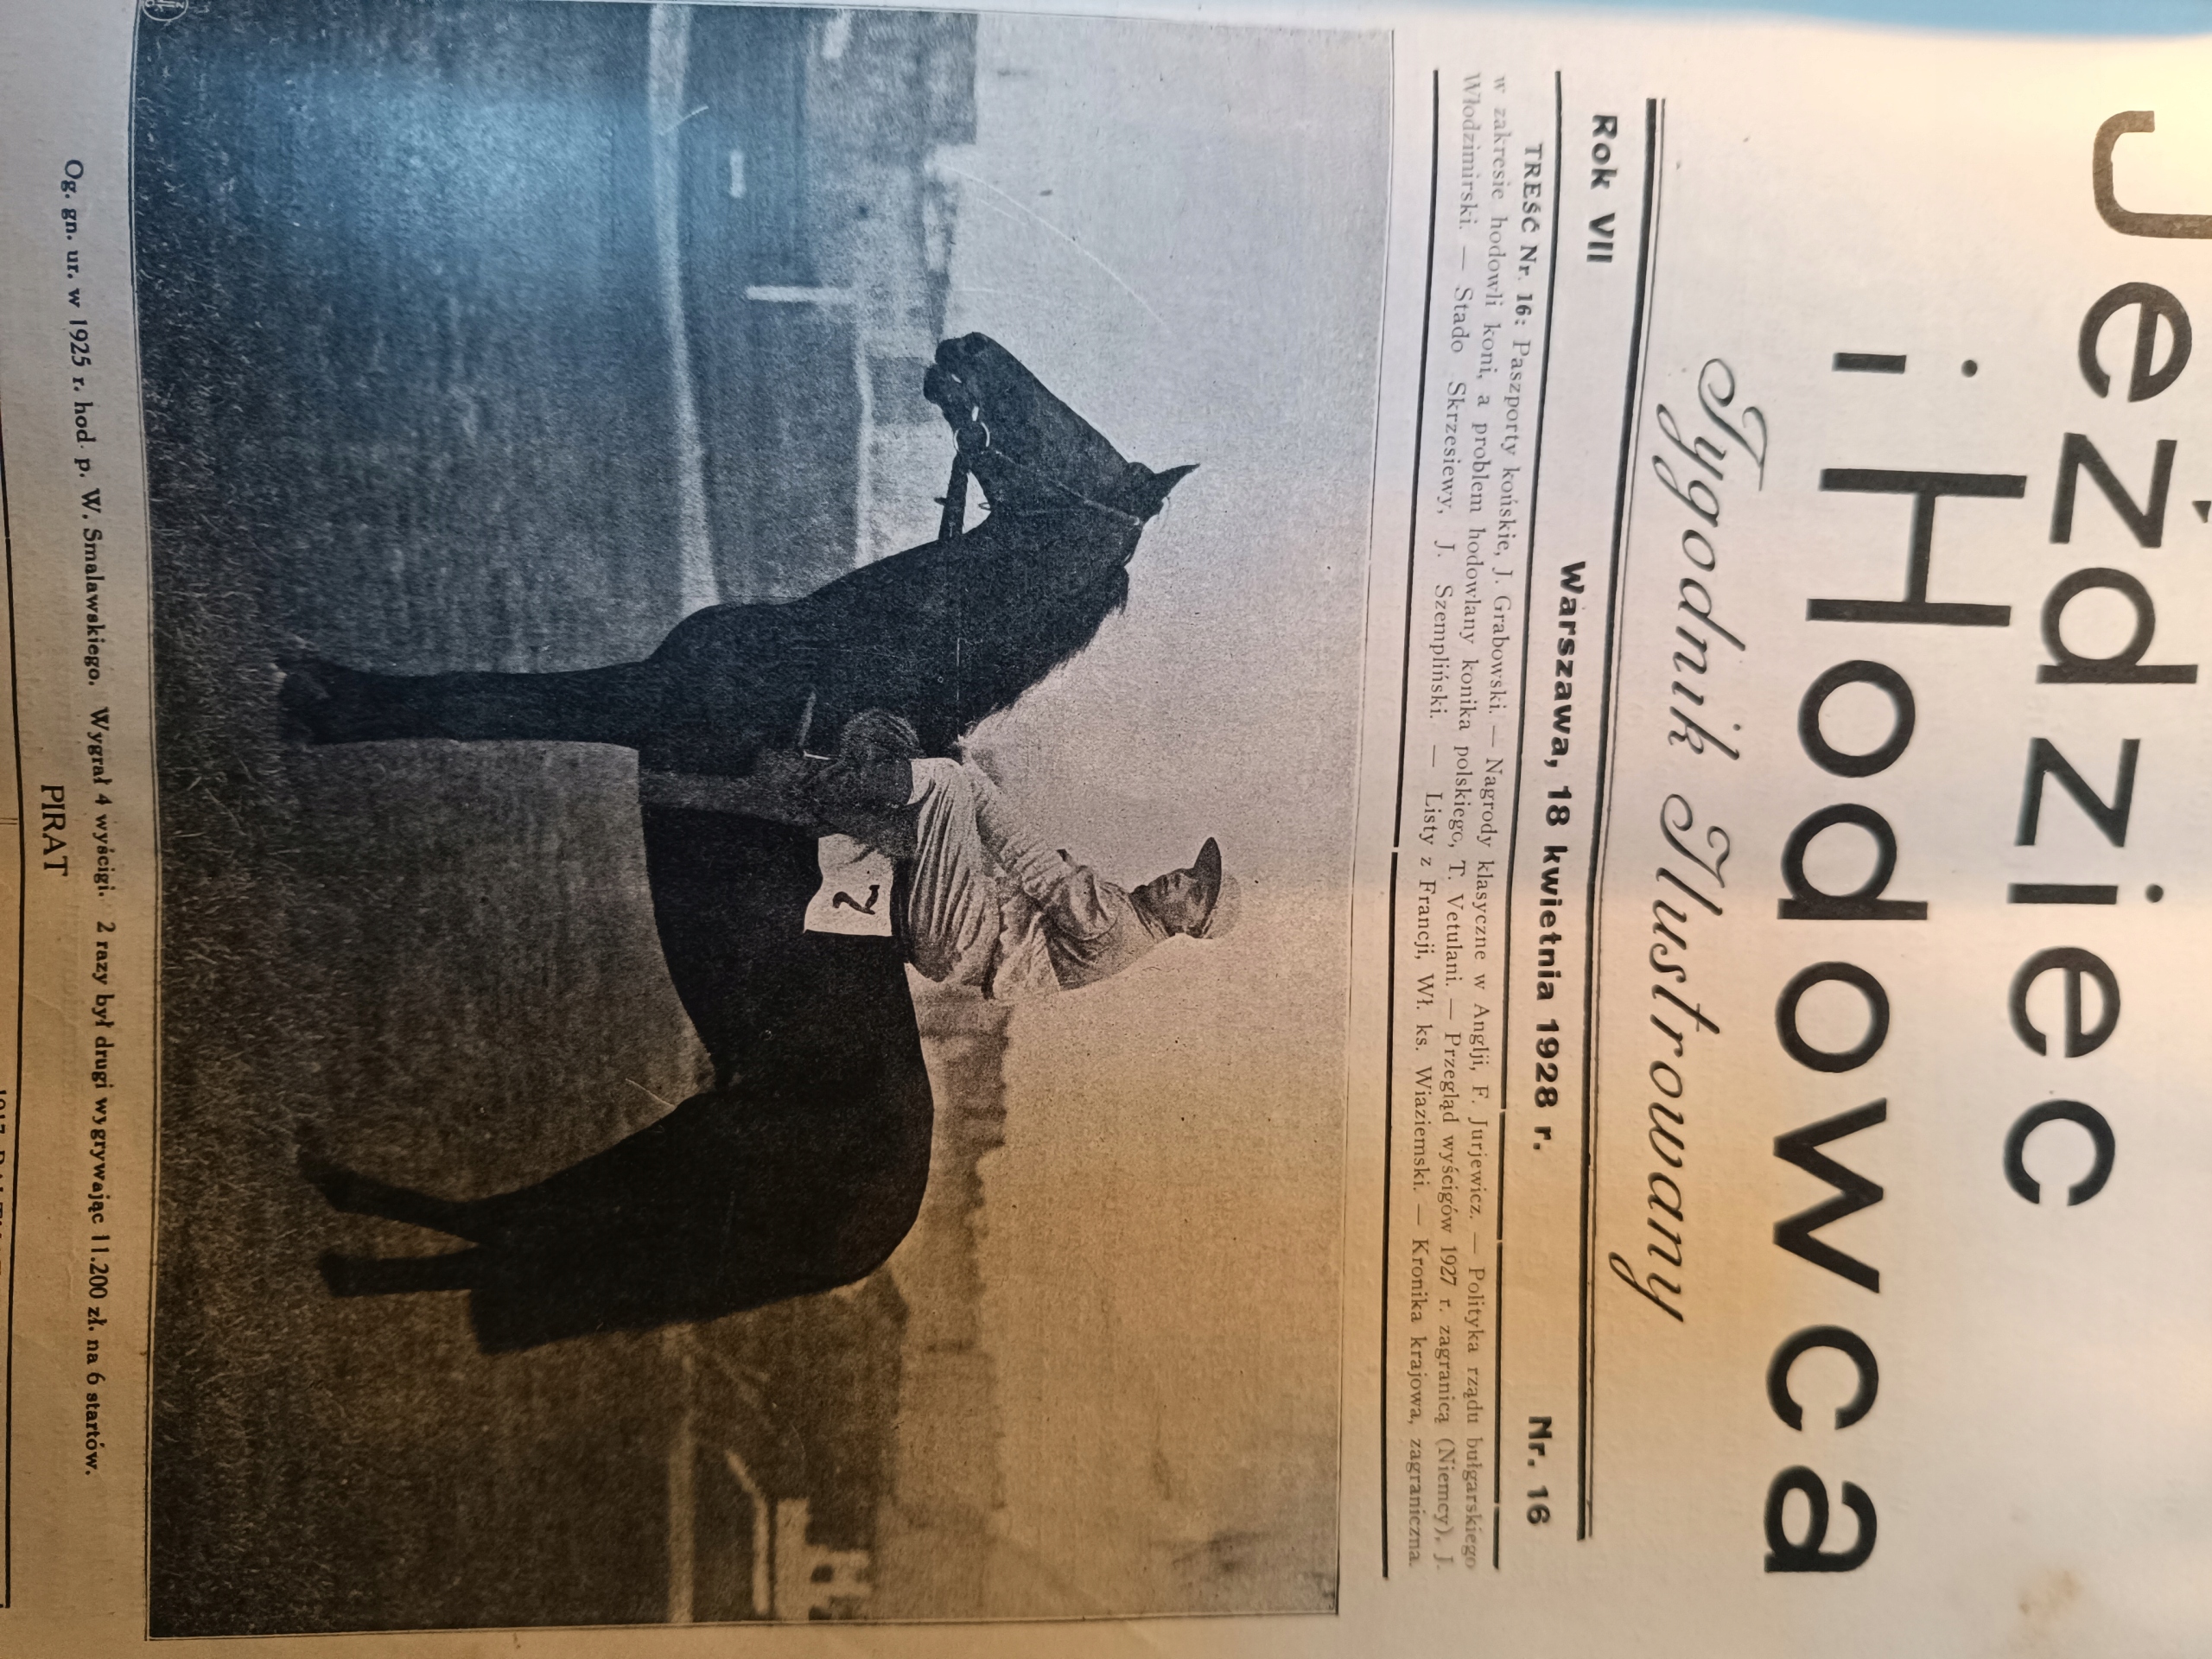 Jeździec
i Hodowca
Tygodnik Ilustrowany
Rok VII Warszawa, 18 kwietnia 1928 r. Nr. 16
TREŚĆ Nr. 16: Paszporty końskie, J. Grabowski. — Nagrody klasyczne w Anglji, F. Jurjewicz. — Polityka rządu bułgarskiego
w zakresie hodowli koni, a problem hodowlany konika polskiego, T. Vetulani. — Przegląd wyścigów 1927 r. zagranicą (Niemcy), J.
Włodzimirski. — Stado Skrzesiewy, J. Szempliński. — Listy z Francji, Wł. ks. Wiaziemski. — Kronika krajowa, zagraniczna.
2
Og. gn. ur. w 1925 r. hod. p. W. Smalawskiego. Wygrał 4 wyścigi. 2 razy był drugi wygrywając 11.200 zł. na 6 startów.
PIRAT